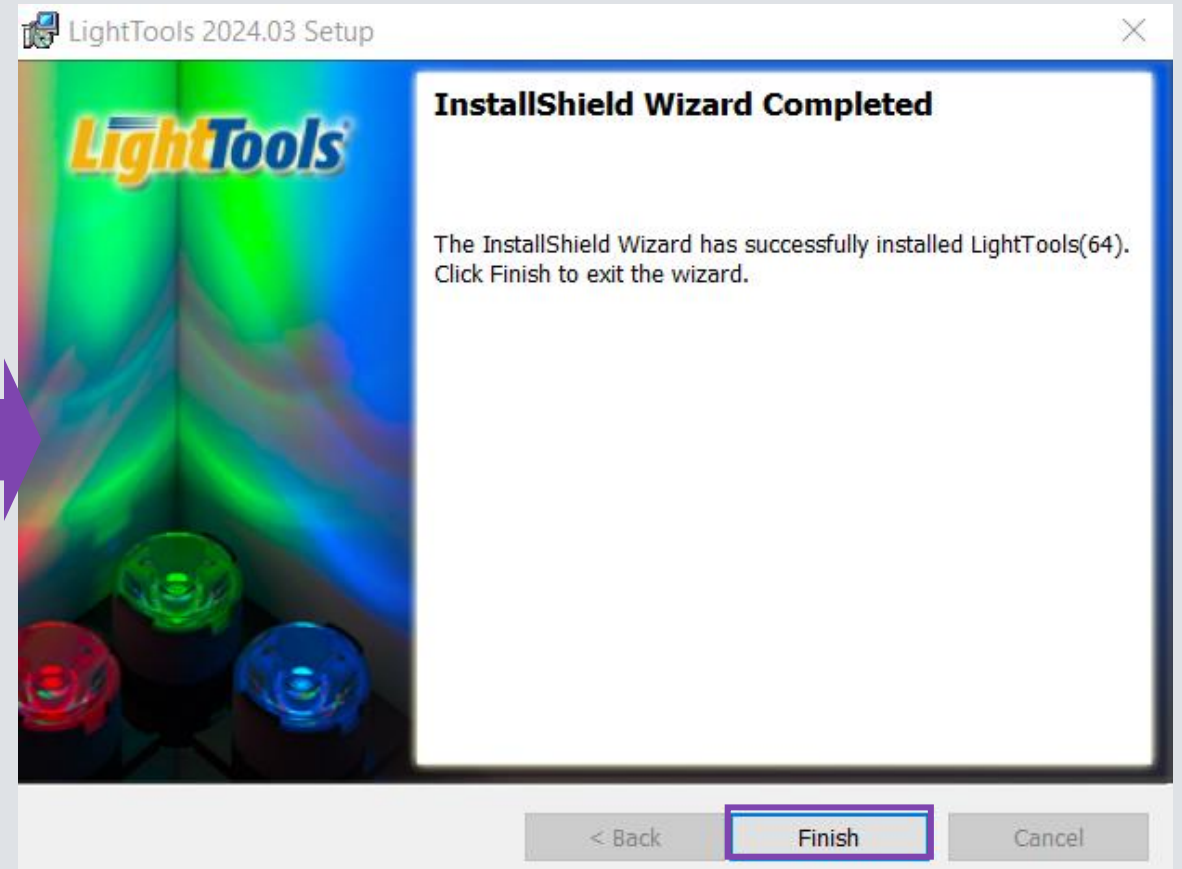 LightTools 2024.03 Setup
LightTools
InstallShield Wizard Completed
The InstallShield Wizard has successfully installed LightTools(64).
Click Finish to exit the wizard.
< Back
Finish
Cancel